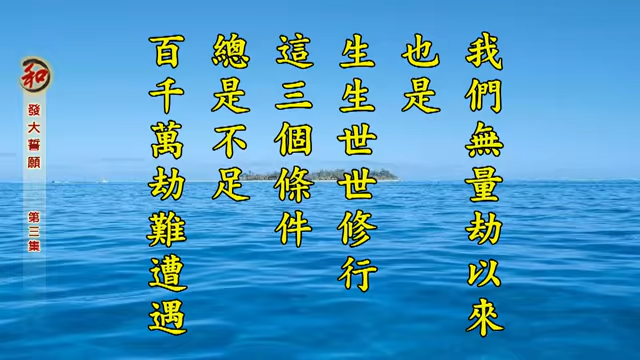 我們無量劫以來
也是
生生世世修行
這三個條件
總是不足
百千萬劫難遭遇
和
發大誓願 第三集